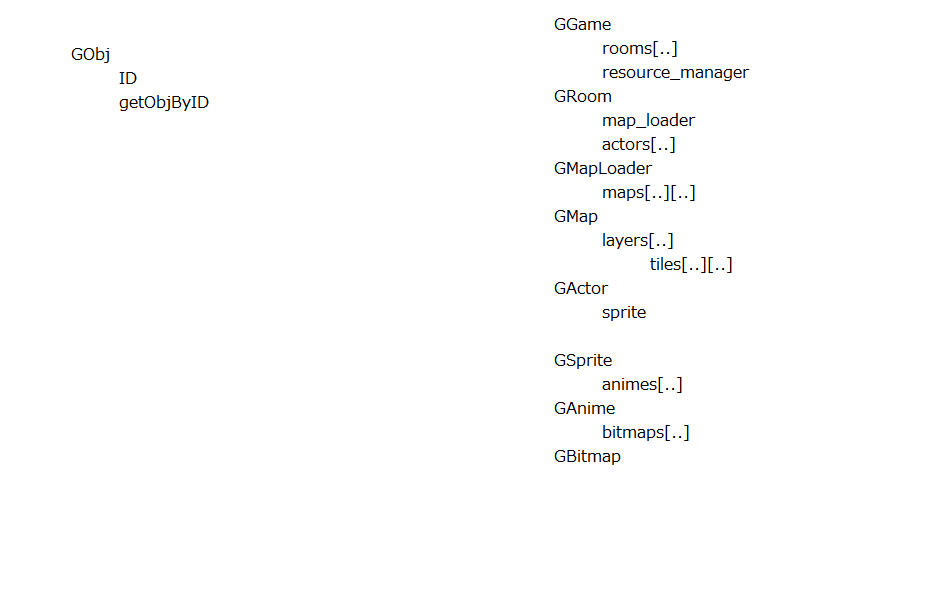 GObj
ID
getObjByID
GGame
rooms[..]
resource_manager
GRoom
map_loader
actors[..]
GMapLoader
maps[..][..]
GMap
layers[..]
tiles[..][..]
GActor
sprite
GSprite
animes[..]
GAnime
bitmaps[..]
GBitmap